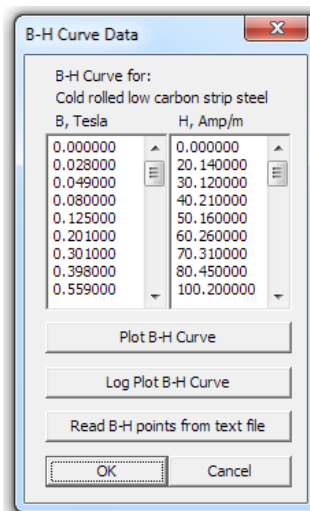 B-H Curve Data
B-H Curve for:
Cold rolled low carbon strip steel
B, Tesla H, Amp/m
0.000000 0.000000
0.028000 20.140000
0.049000 30.120000
0.080000 40.210000
0.125000 50.160000
0.201000 60.260000
0.301000 70.310000
0.398000 80.450000
0.559000 100.200000
Plot B-H Curve
Log Plot B-H Curve
Read B-H points from text file
OK Cancel